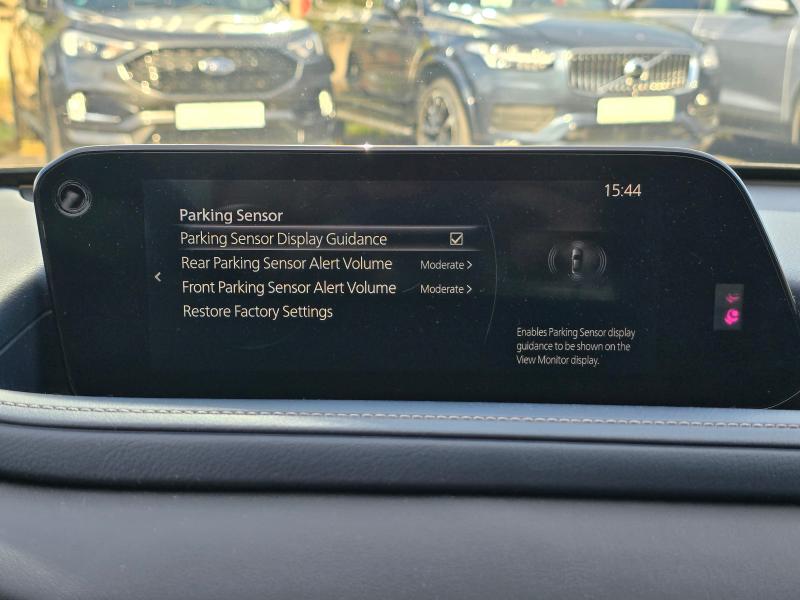 15:44
Parking Sensor
Parking Sensor Display Guidance
Rear Parking Sensor Alert Volume Moderate >
Front Parking Sensor Alert Volume Moderate >
Restore Factory Settings
Enables Parking Sensor display
guidance to be shown on the
View Monitor display.